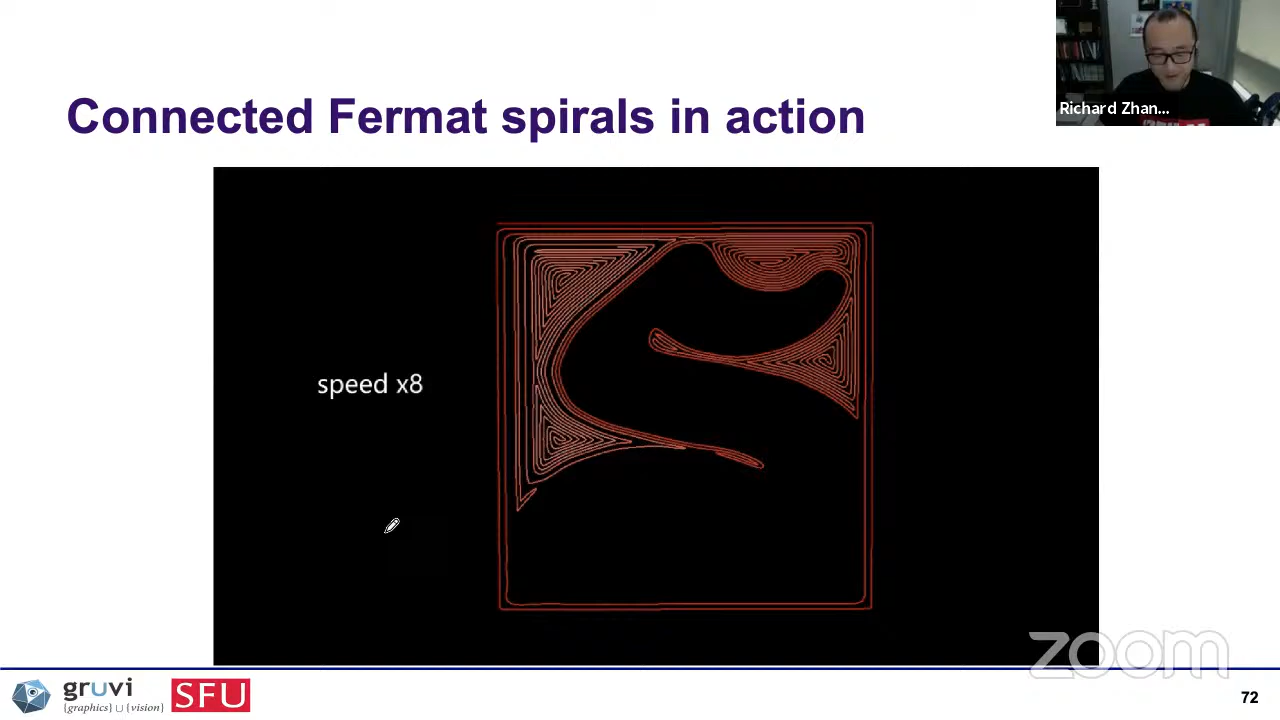 Connected Fermat spirals in action
Richard Zhan...
speed x8
zoom
gruvi
{graphics} ∪ {vision}
SFU
72